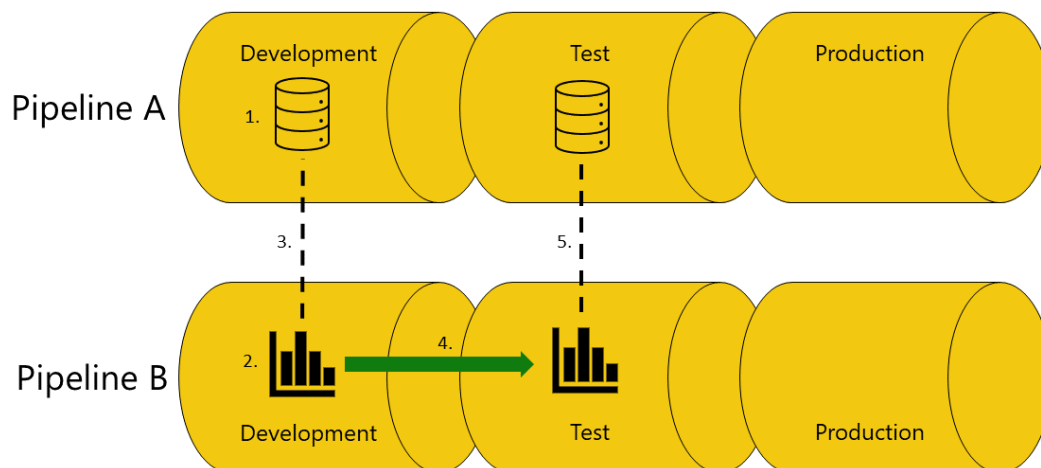 Development Test Production
Pipeline A
1.
3. 5.
4.
2.
Pipeline B
Development Test Production